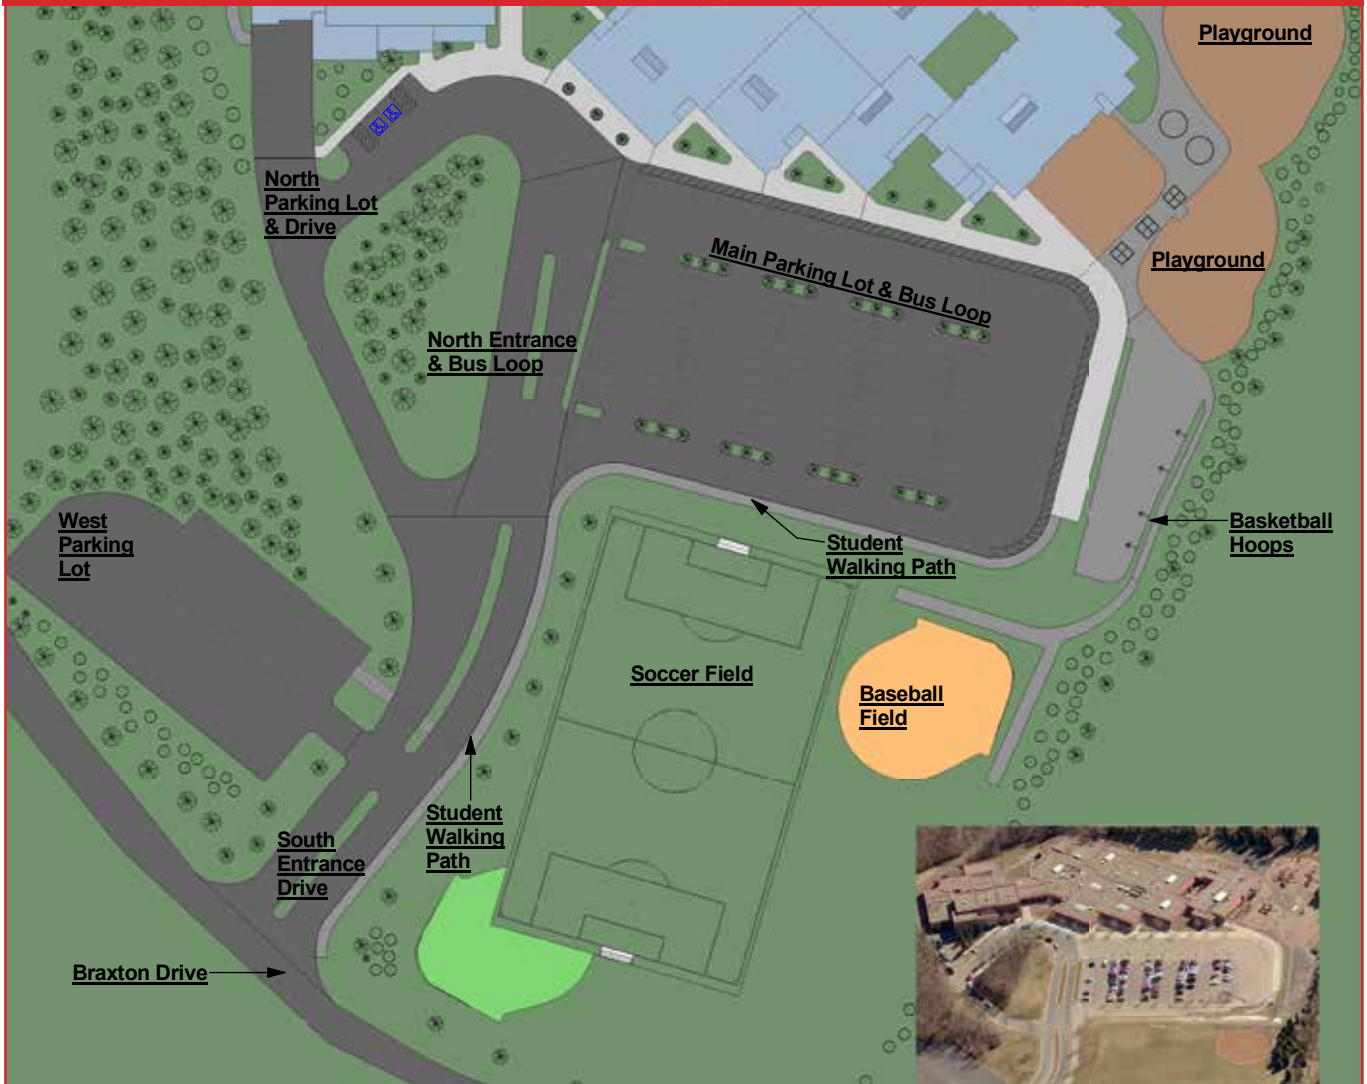 Playground
North
Parking Lot
& Drive
Main Parking Lot & Bus Loop
Playground
North Entrance
& Bus Loop
West
Parking
Lot
Student
Walking Path
Basketball
Hoops
Soccer Field
Baseball
Field
Student
Walking
Path
South
Entrance
Drive
Braxton Drive